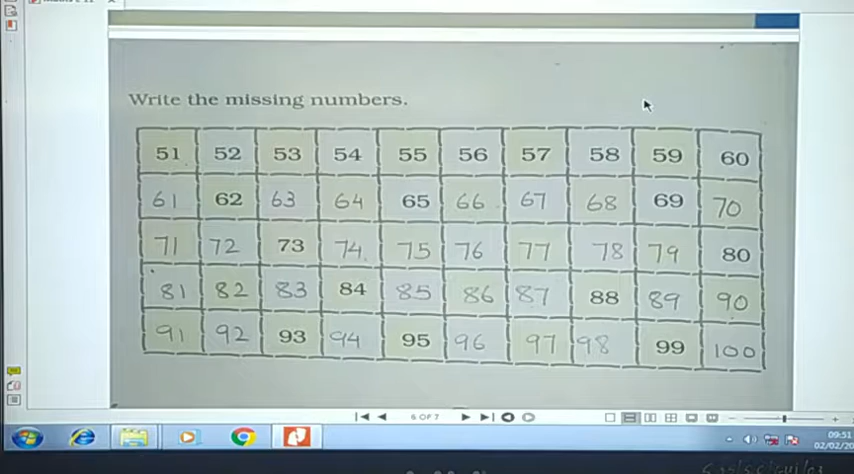 Write the missing numbers.
51 52 53 54 55 56 57 58 59 60
61 62 63 64 65 66 67 68 69 70
71 72 73 74 75 76 77 78 79 80
81 82 83 84 85 86 87 88 89 90
91 92 93 94 95 96 97 98 99 100
6 OF 7
09:51
02/02/20